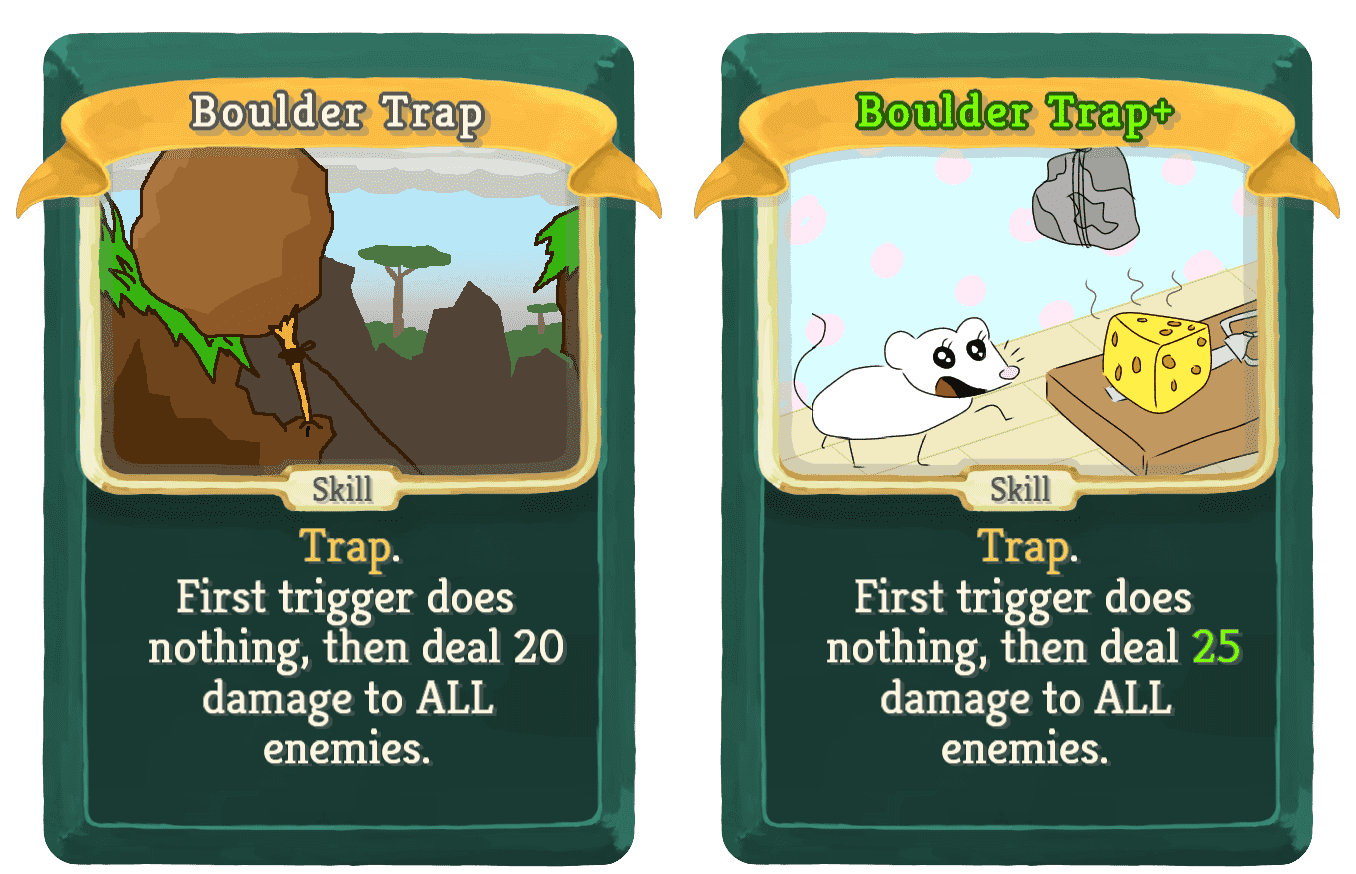 Boulder Trap
Skill
Trap.
First trigger does
nothing, then deal 20
damage to ALL
enemies.
Boulder Trap+
Skill
Trap.
First trigger does
nothing, then deal 25
damage to ALL
enemies.